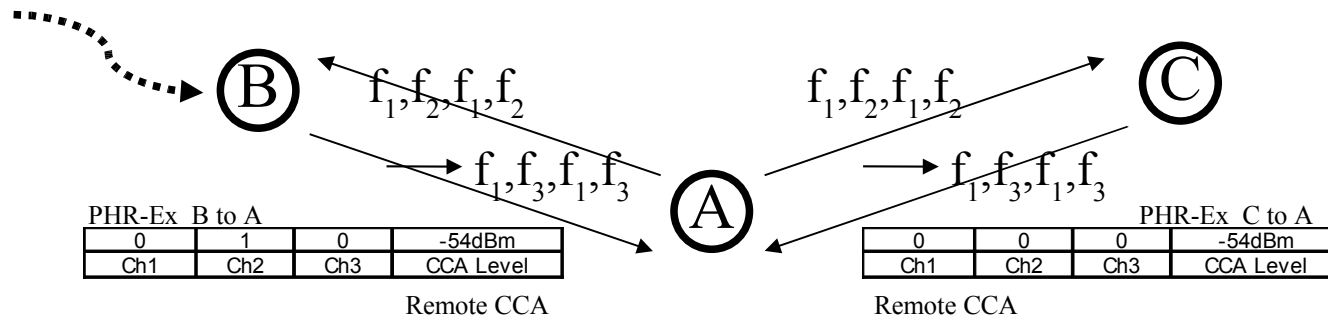 B
C
f₁,f₂,f₁,f₂
f₁,f₂,f₁,f₂
f₁,f₃,f₁,f₃
f₁,f₃,f₁,f₃
A
PHR-Ex B to A
0 1 0 -54dBm
Ch1 Ch2 Ch3 CCA Level
Remote CCA
PHR-Ex C to A
0 0 0 -54dBm
Ch1 Ch2 Ch3 CCA Level
Remote CCA